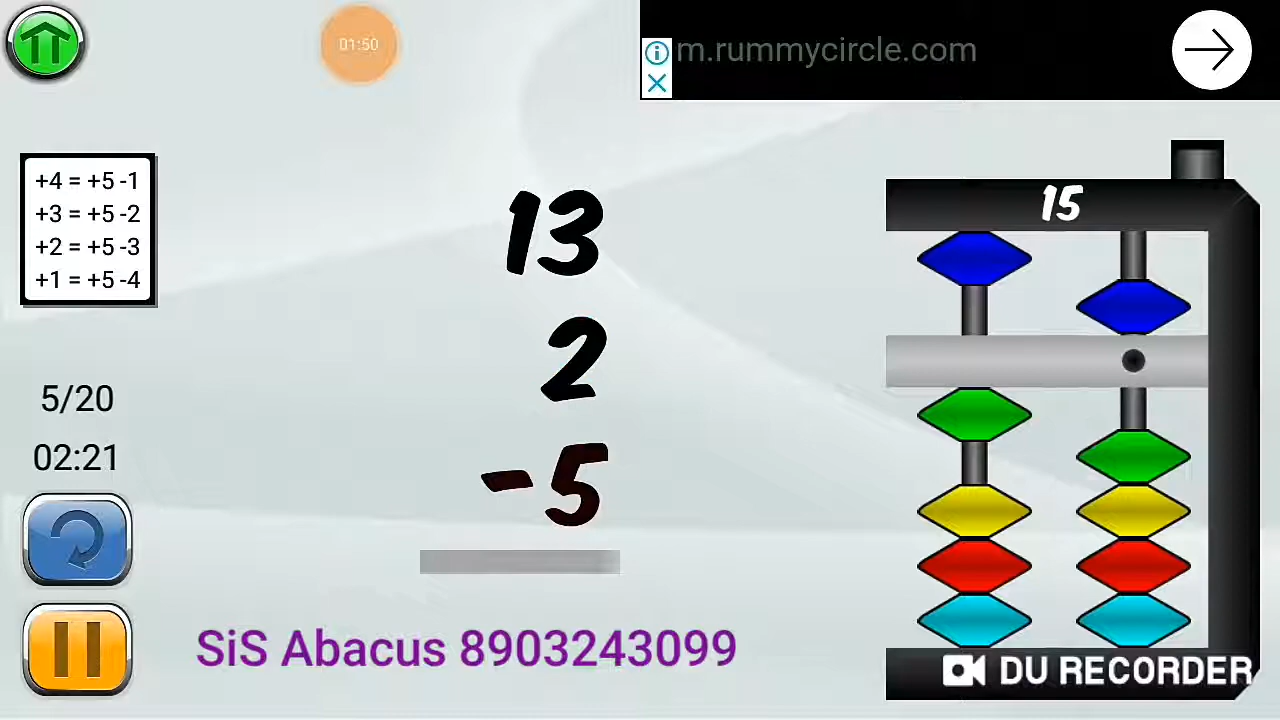 01:50
m.rummycircle.com
+4 = +5 -1
+3 = +5 -2
+2 = +5 -3
+1 = +5 -4
13
2
-5
15
5/20
02:21
SiS Abacus 8903243099
DU RECORDER